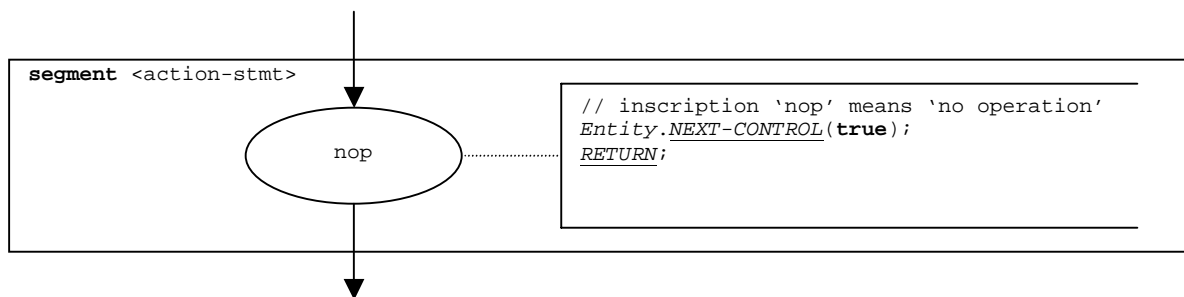 segment <action-stmt>
// inscription ‘nop’ means ‘no operation’
Entity.NEXT-CONTROL(true);
nop
RETURN;